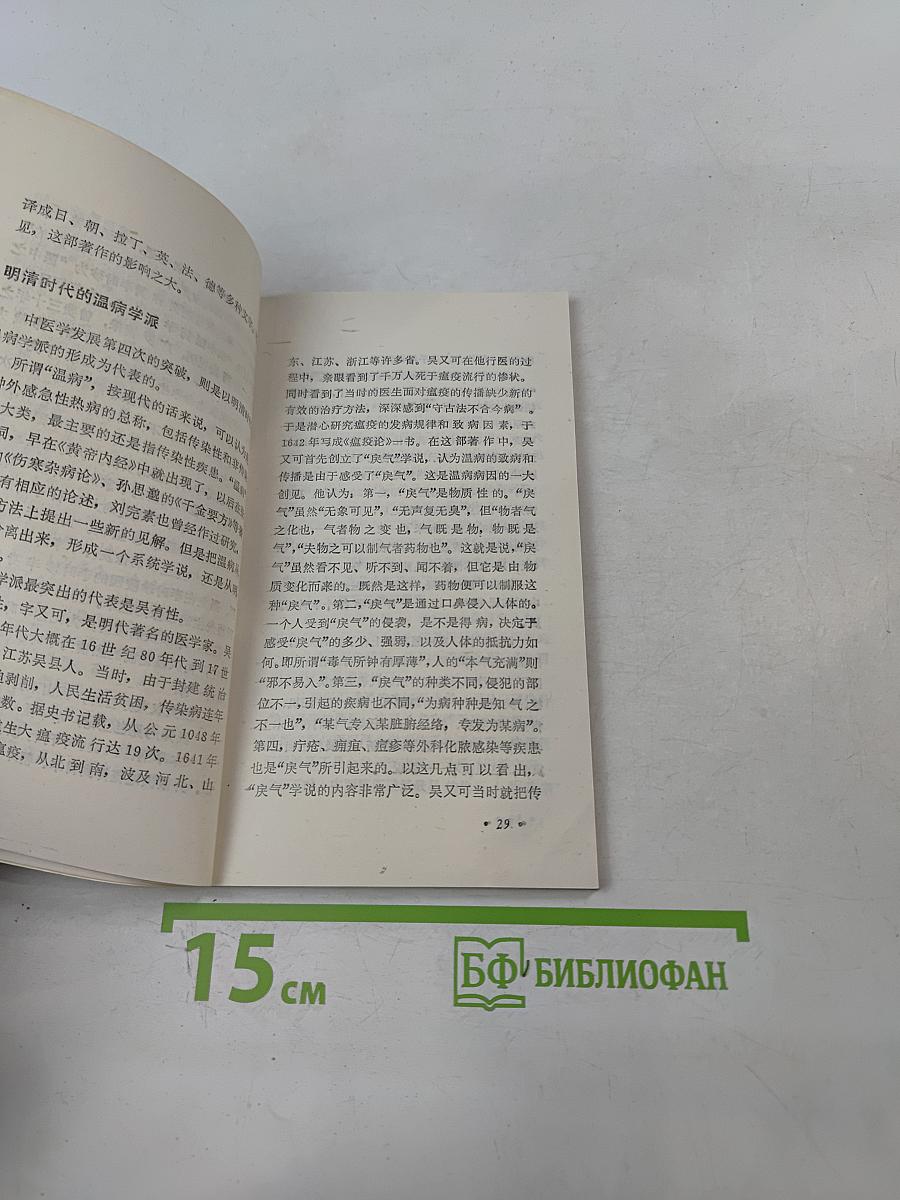 译成日、朝、拉丁、英、法、德等多种文字
见，这部著作的影响之大。
明清时代的温病学派
中医学发展第四次的突破，则是以明清
病学派的形成为代表的。
所谓“温病”，按现代的话来说，可以认为
种外感急性热病的总称，包括传染性和非
大类，最主要的还是指传染性疾患。“温病
同，早在《黄帝内经》中就出现了，以后
《伤寒杂病论》、孙思邈的《千金要方》等
有相应的论述，刘完素也曾经作过研究，
方法上提出一些新的见解。但是把温病
离出来，形成一个系统学说，还是从明
学派最突出的代表是吴有性。
性，字又可，是明代著名的医学家。吴
年代大概在16世纪80年代到17世
江苏吴县人。当时，由于封建统治
剥削，人民生活贫困，传染病连年
数。据史书记载，从公元1048年
生大瘟疫流行达19次。1641年
瘟疫，从北到南，波及河北、山
东、江苏、浙江等许多省。吴又可在他行医的过
程中，亲眼看到了千万人死于瘟疫流行的惨状。
同时看到了当时的医生面对瘟疫的传播缺少新的
有效的治疗方法，深深感到“守古法不合今病”。
于是潜心研究瘟疫的发病规律和致病因素，于
1642年写成《瘟疫论》一书。在这部著作中，吴
又可首先创立了“戾气”学说，认为温病的致病和
传播是由于感受了“戾气”。这是温病病因的一大
创见。他认为：第一，“戾气”是物质性的。“戾
气”虽然“无象可见”，“无声复无臭”，但“物者气
之化也，气者物之变也，气既是物，物既是
气”，“夫物之可以制气者药物也”。这就是说，“戾
气”虽然看不见、听不到、闻不着，但它是由物
质变化而来的。既然是这样，药物便可以制服这
种“戾气”。第二，“戾气”是通过口鼻侵入人体的。
一个人受到“戾气”的侵袭，是不是得病，决定于
感受“戾气”的多少、强弱，以及人体的抵抗力如
何。即所谓“毒气所钟有厚薄”，人的“本气充满”则
“邪不易入”。第三，“戾气”的种类不同，侵犯的部
位不一，引起的疾病也不同，“为病种种是知气之
不一也”，“某气专入某脏腑经络，专发为某病”。
第四，疔疮、痈疽、痘疹等外科化脓感染等疾患
也是“戾气”所引起来的。以这几点可以看出，
“戾气”学说的内容非常广泛。吴又可当时就把传
• 29 •
15 см
БФ БИБЛИОФАН